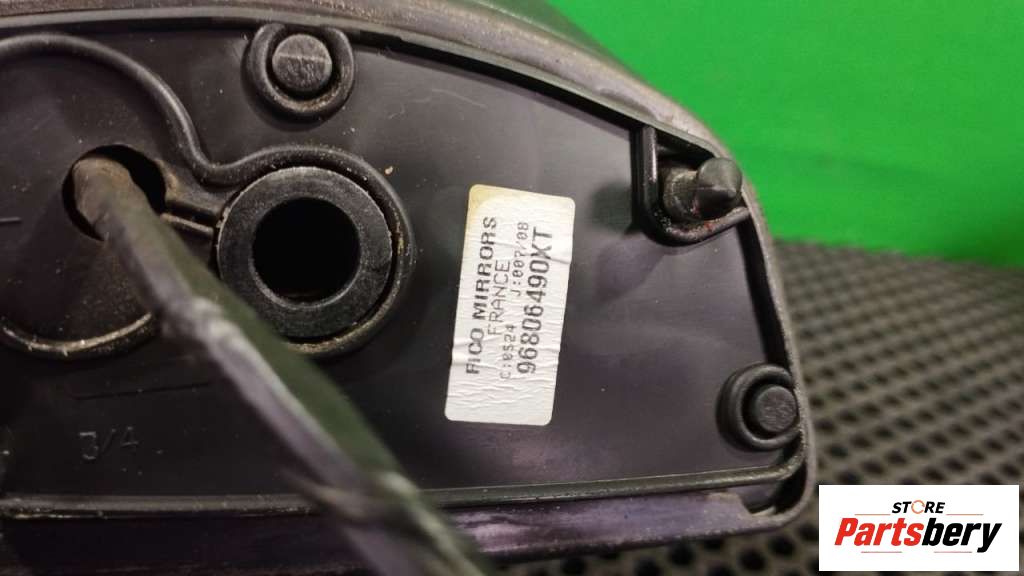 FICO MIRRORS
FRANCE
C:0524 J:007/08
96806490XT
3/4
STORE
Partsbery